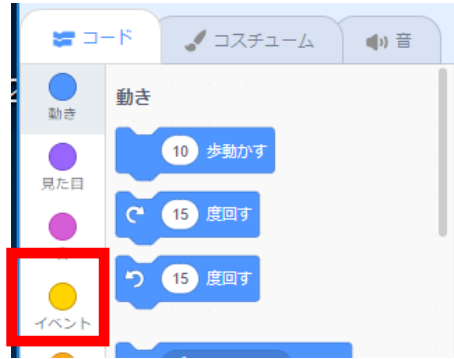 コード
コスチューム
音
動き
見た目
イベント
動き
10 歩動かす
15 度回す
15 度回す